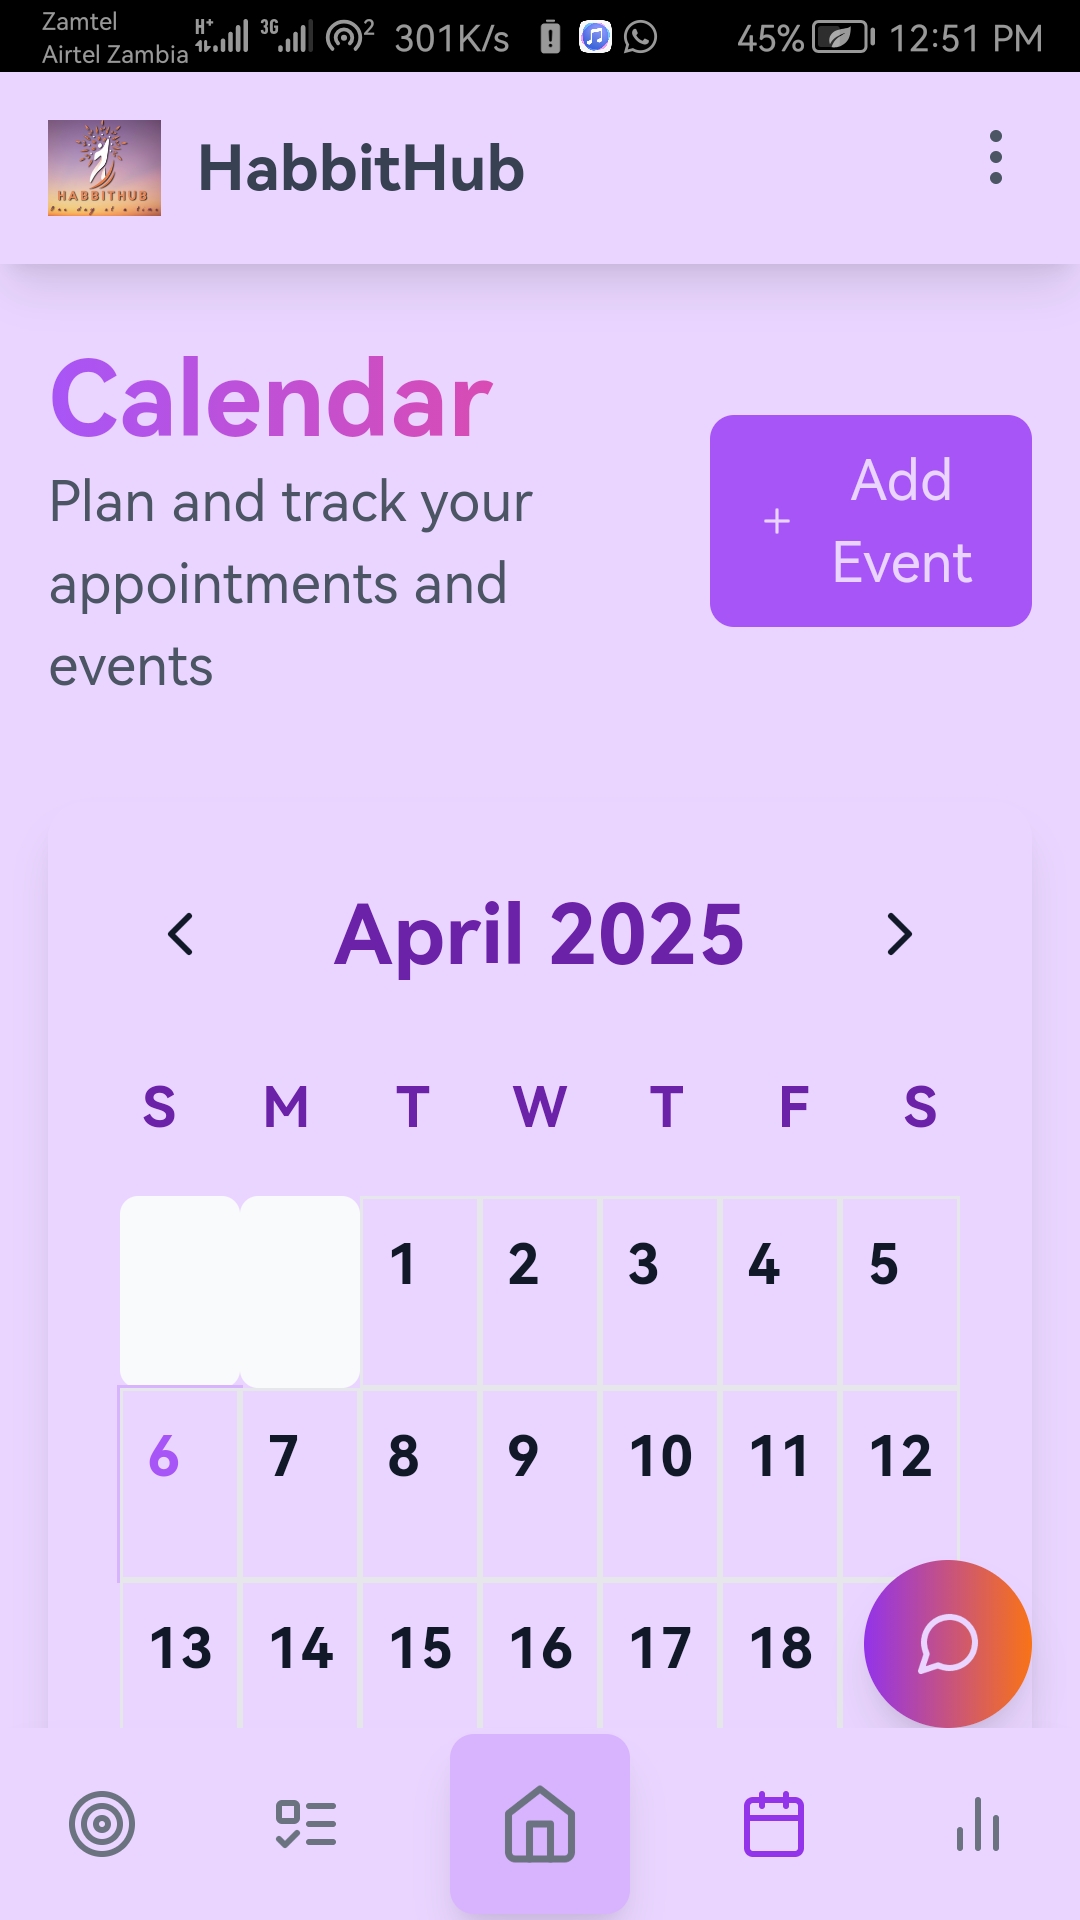 Zamtel
Airtel Zambia
H+ 3G 2 301K/s 45% 12:51 PM
HABBITHUB
HabbitHub
Calendar
Plan and track your
appointments and
events
+ Add
Event
April 2025
S M T W T F S
1 2 3 4 5
6 7 8 9 10 11 12
13 14 15 16 17 18